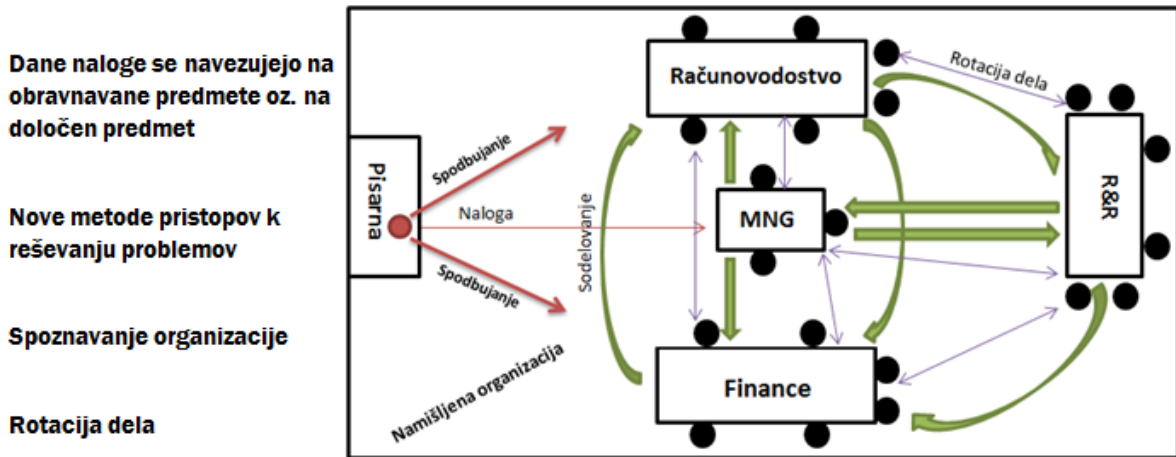 Dane naloge se navezujejo na
obravnavane predmete oz. na
določen predmet
Nove metode pristopov k
reševanju problemov
Spoznavanje organizacije
Rotacija dela
Pisarna
Spodbujanje
Naloga
Spodbujanje
Namišljena organizacija
Sodelovanje
Računovodostvo
Rotacija dela
MNG
R&R
Finance